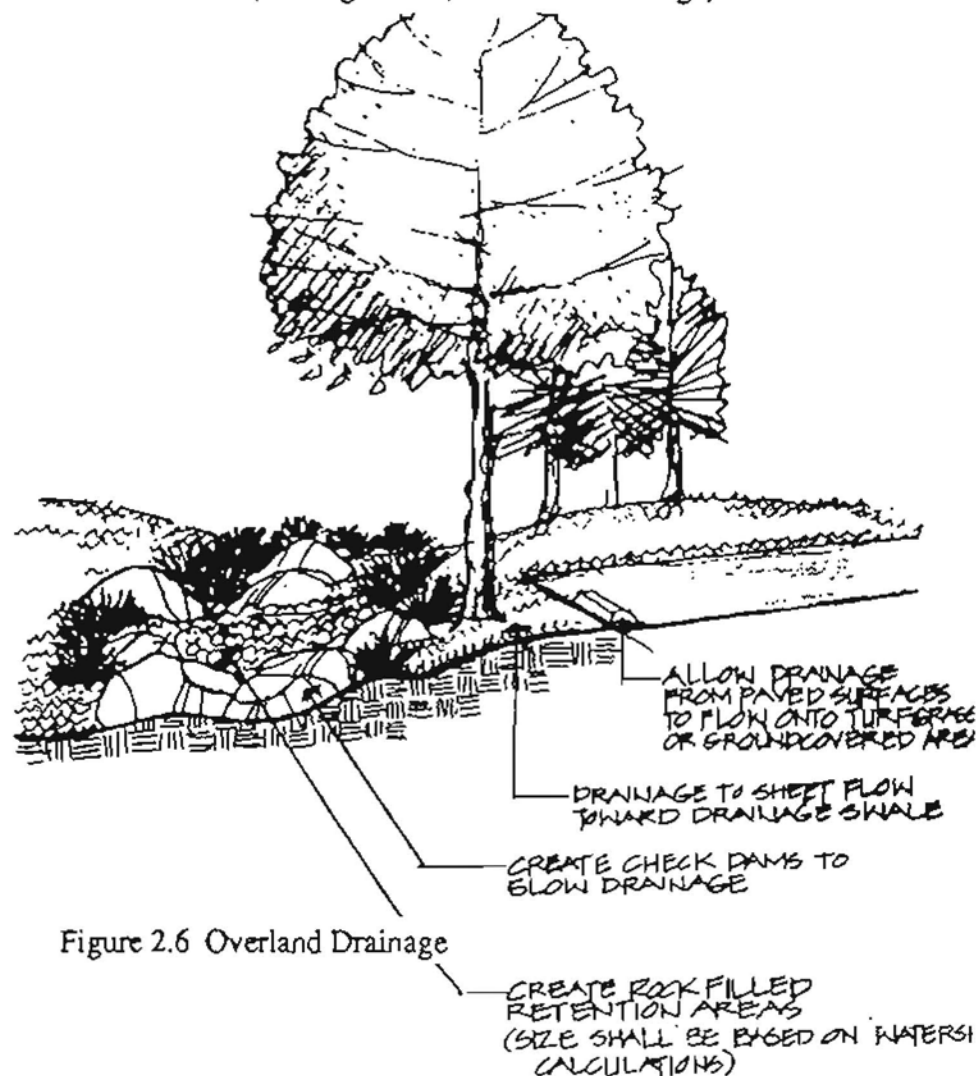 ALLOW DRAINAGE
FROM PAVED SURFACES
TO FLOW ONTO TURFGRASS
OR GROUNDCOVERED
DRAINAGE TO SHEET FLOW
TOWARD DRAINAGE SWALE
CREATE CHECK DAMS TO
SLOW DRAINAGE
Figure 2.6 Overland Drainage
CREATE ROCK FILLED
RETENTION AREAS
(SIZE SHALL BE BASED ON
CALCULATIONS)